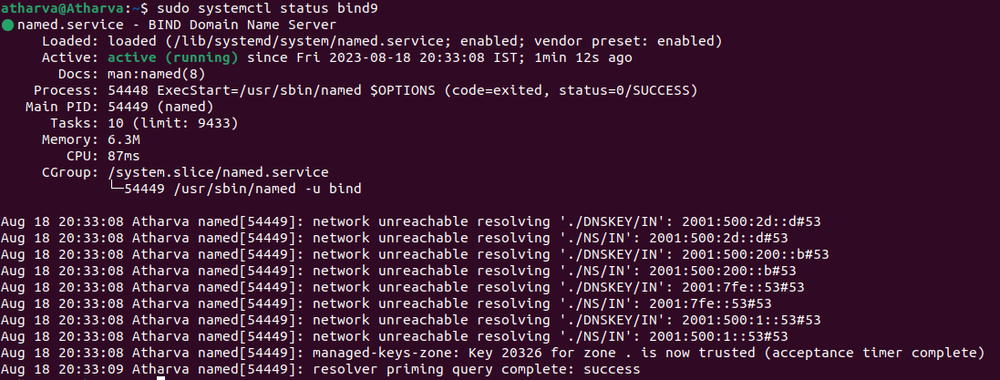 atharva@Atharva:~$ sudo systemctl status bind9
● named.service - BIND Domain Name Server
     Loaded: loaded (/lib/systemd/system/named.service; enabled; vendor preset: enabled)
     Active: active (running) since Fri 2023-08-18 20:33:08 IST; 1min 12s ago
       Docs: man:named(8)
    Process: 54448 ExecStart=/usr/sbin/named $OPTIONS (code=exited, status=0/SUCCESS)
   Main PID: 54449 (named)
      Tasks: 10 (limit: 9433)
     Memory: 6.3M
        CPU: 87ms
     CGroup: /system.slice/named.service
             └─54449 /usr/sbin/named -u bind
Aug 18 20:33:08 Atharva named[54449]: network unreachable resolving './DNSKEY/IN': 2001:500:2d::d#53
Aug 18 20:33:08 Atharva named[54449]: network unreachable resolving './NS/IN': 2001:500:2d::d#53
Aug 18 20:33:08 Atharva named[54449]: network unreachable resolving './DNSKEY/IN': 2001:500:200::b#53
Aug 18 20:33:08 Atharva named[54449]: network unreachable resolving './NS/IN': 2001:500:200::b#53
Aug 18 20:33:08 Atharva named[54449]: network unreachable resolving './DNSKEY/IN': 2001:7fe::53#53
Aug 18 20:33:08 Atharva named[54449]: network unreachable resolving './NS/IN': 2001:7fe::53#53
Aug 18 20:33:08 Atharva named[54449]: network unreachable resolving './DNSKEY/IN': 2001:500:1::53#53
Aug 18 20:33:08 Atharva named[54449]: network unreachable resolving './NS/IN': 2001:500:1::53#53
Aug 18 20:33:08 Atharva named[54449]: managed-keys-zone: Key 20326 for zone . is now trusted (acceptance timer complete)
Aug 18 20:33:09 Atharva named[54449]: resolver priming query complete: success